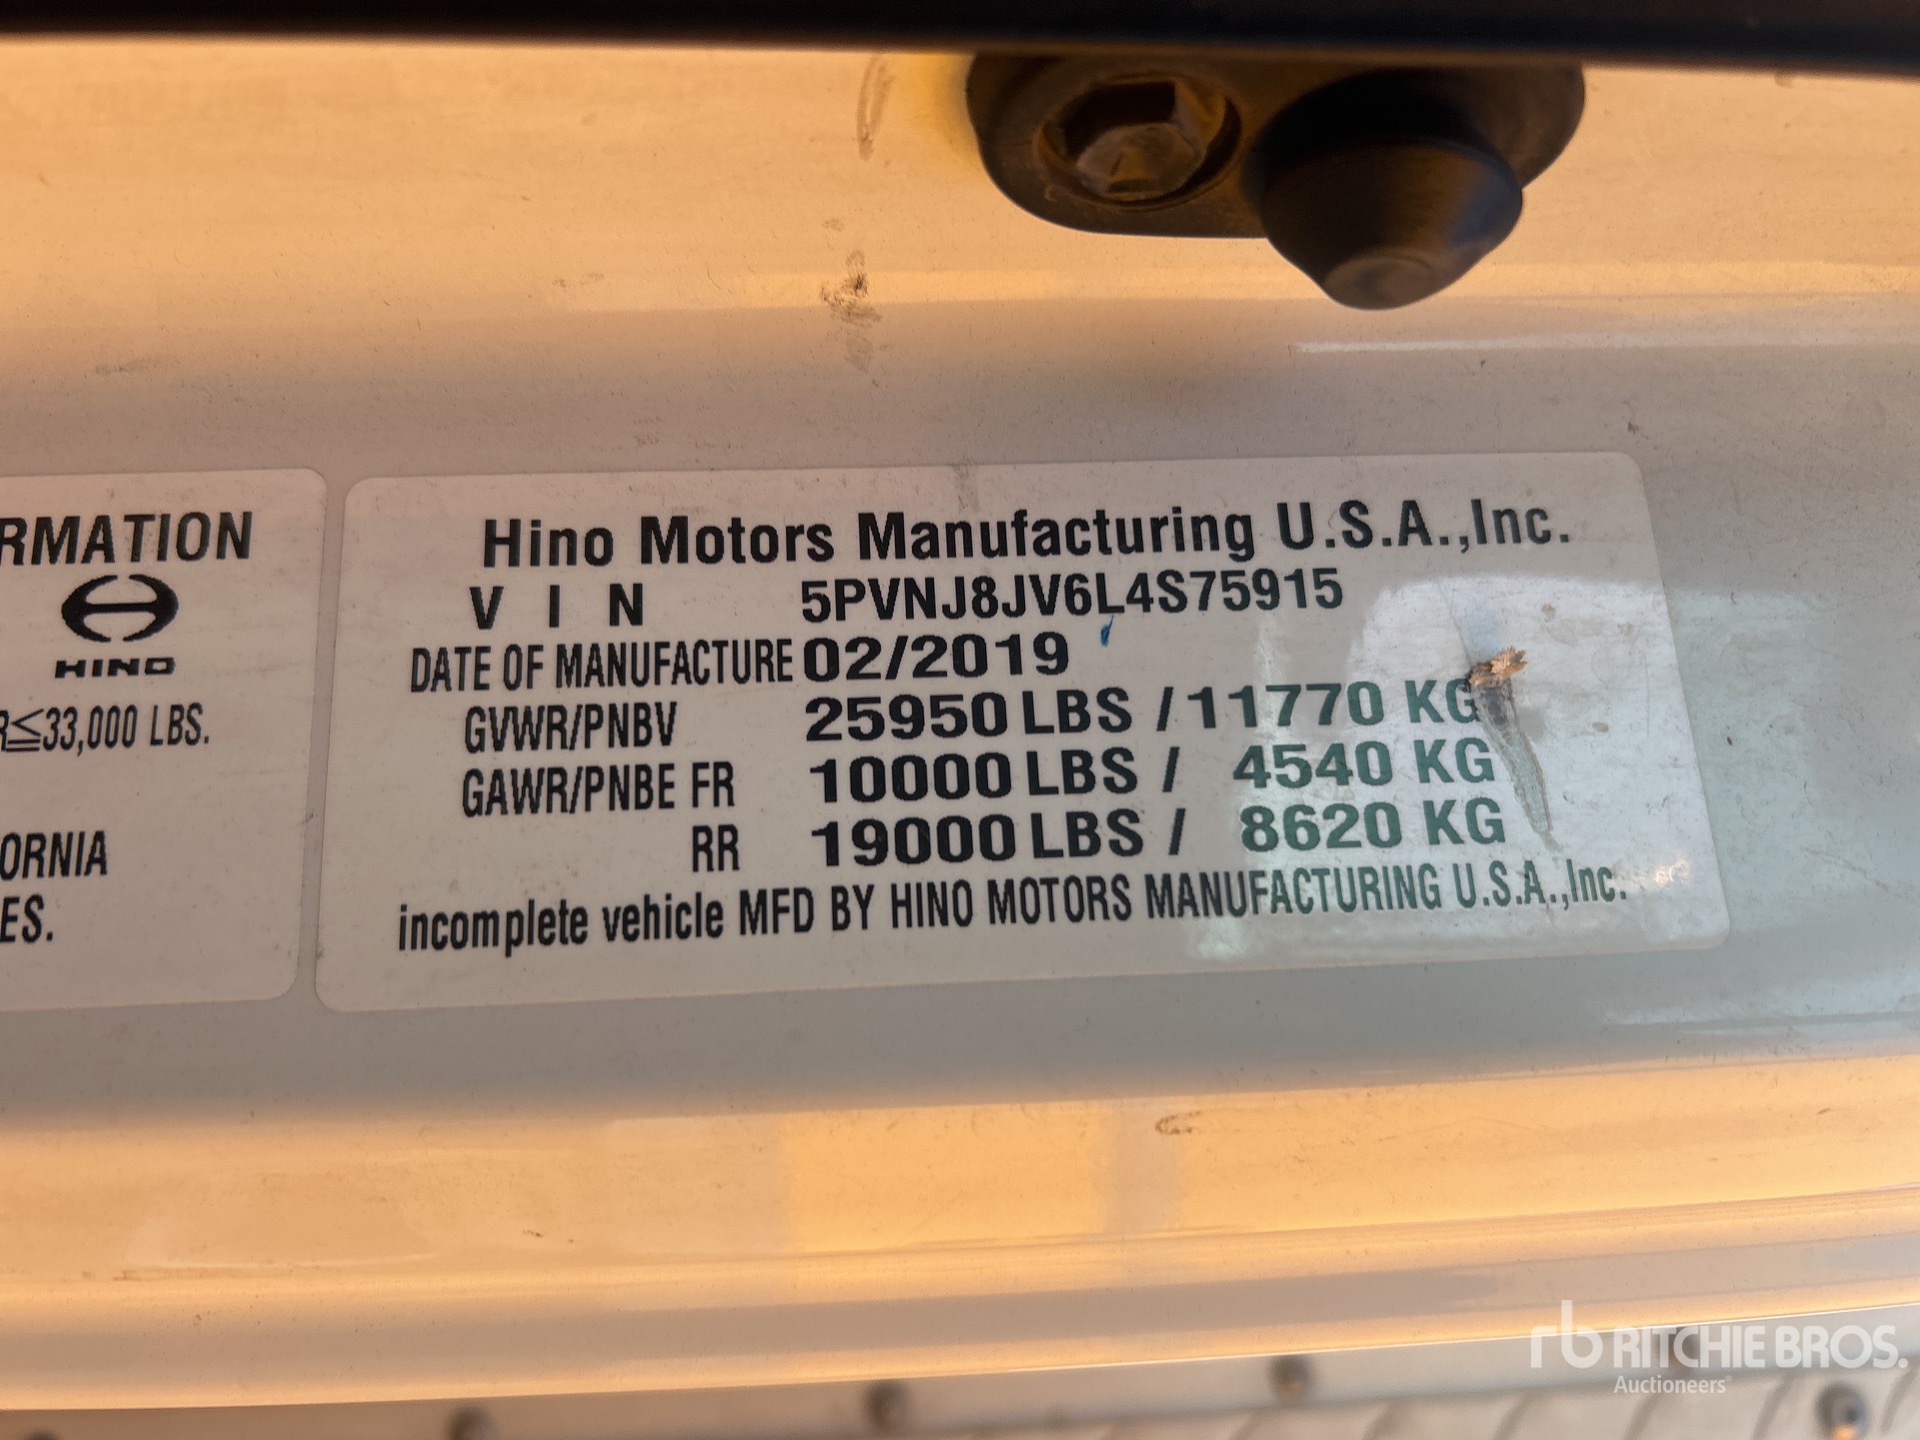 RMATION
HINO
R≦33,000 LBS.
ORNIA
ES.
Hino Motors Manufacturing U.S.A.,Inc.
V I N 5PVNJ8JV6L4S75915
DATE OF MANUFACTURE 02/2019
GVWR/PNBV 25950 LBS / 11770 KG
GAWR/PNBE FR 10000 LBS / 4540 KG
RR 19000 LBS / 8620 KG
incomplete vehicle MFD BY HINO MOTORS MANUFACTURING U.S.A.,Inc.
rb RITCHIE BROS.
Auctioneers